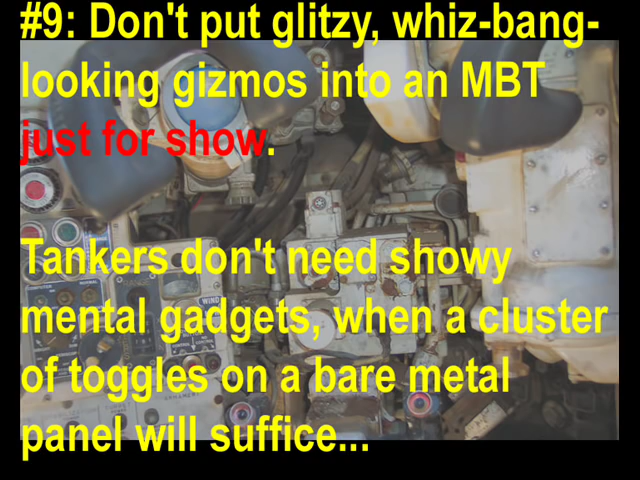 #9: Don't put glitzy, whiz-bang-
looking gizmos into an MBT
just for show.
Tankers don't need showy
mental gadgets, when a cluster
of toggles on a bare metal
panel will suffice...
WIND